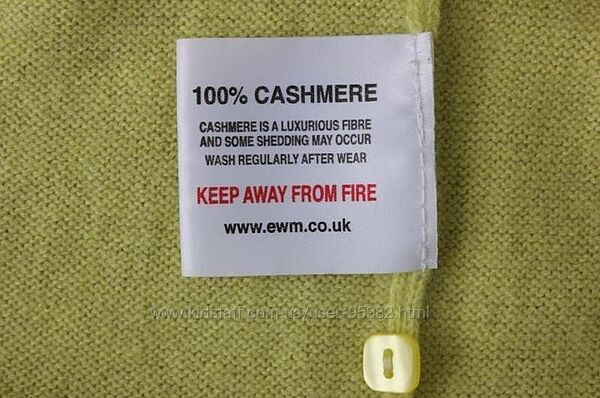 100% CASHMERE
CASHMERE IS A LUXURIOUS FIBRE
AND SOME SHEDDING MAY OCCUR
WASH REGULARLY AFTER WEAR
KEEP AWAY FROM FIRE
www.ewm.co.uk
www.kidstaff.com.ua/user-95982.html